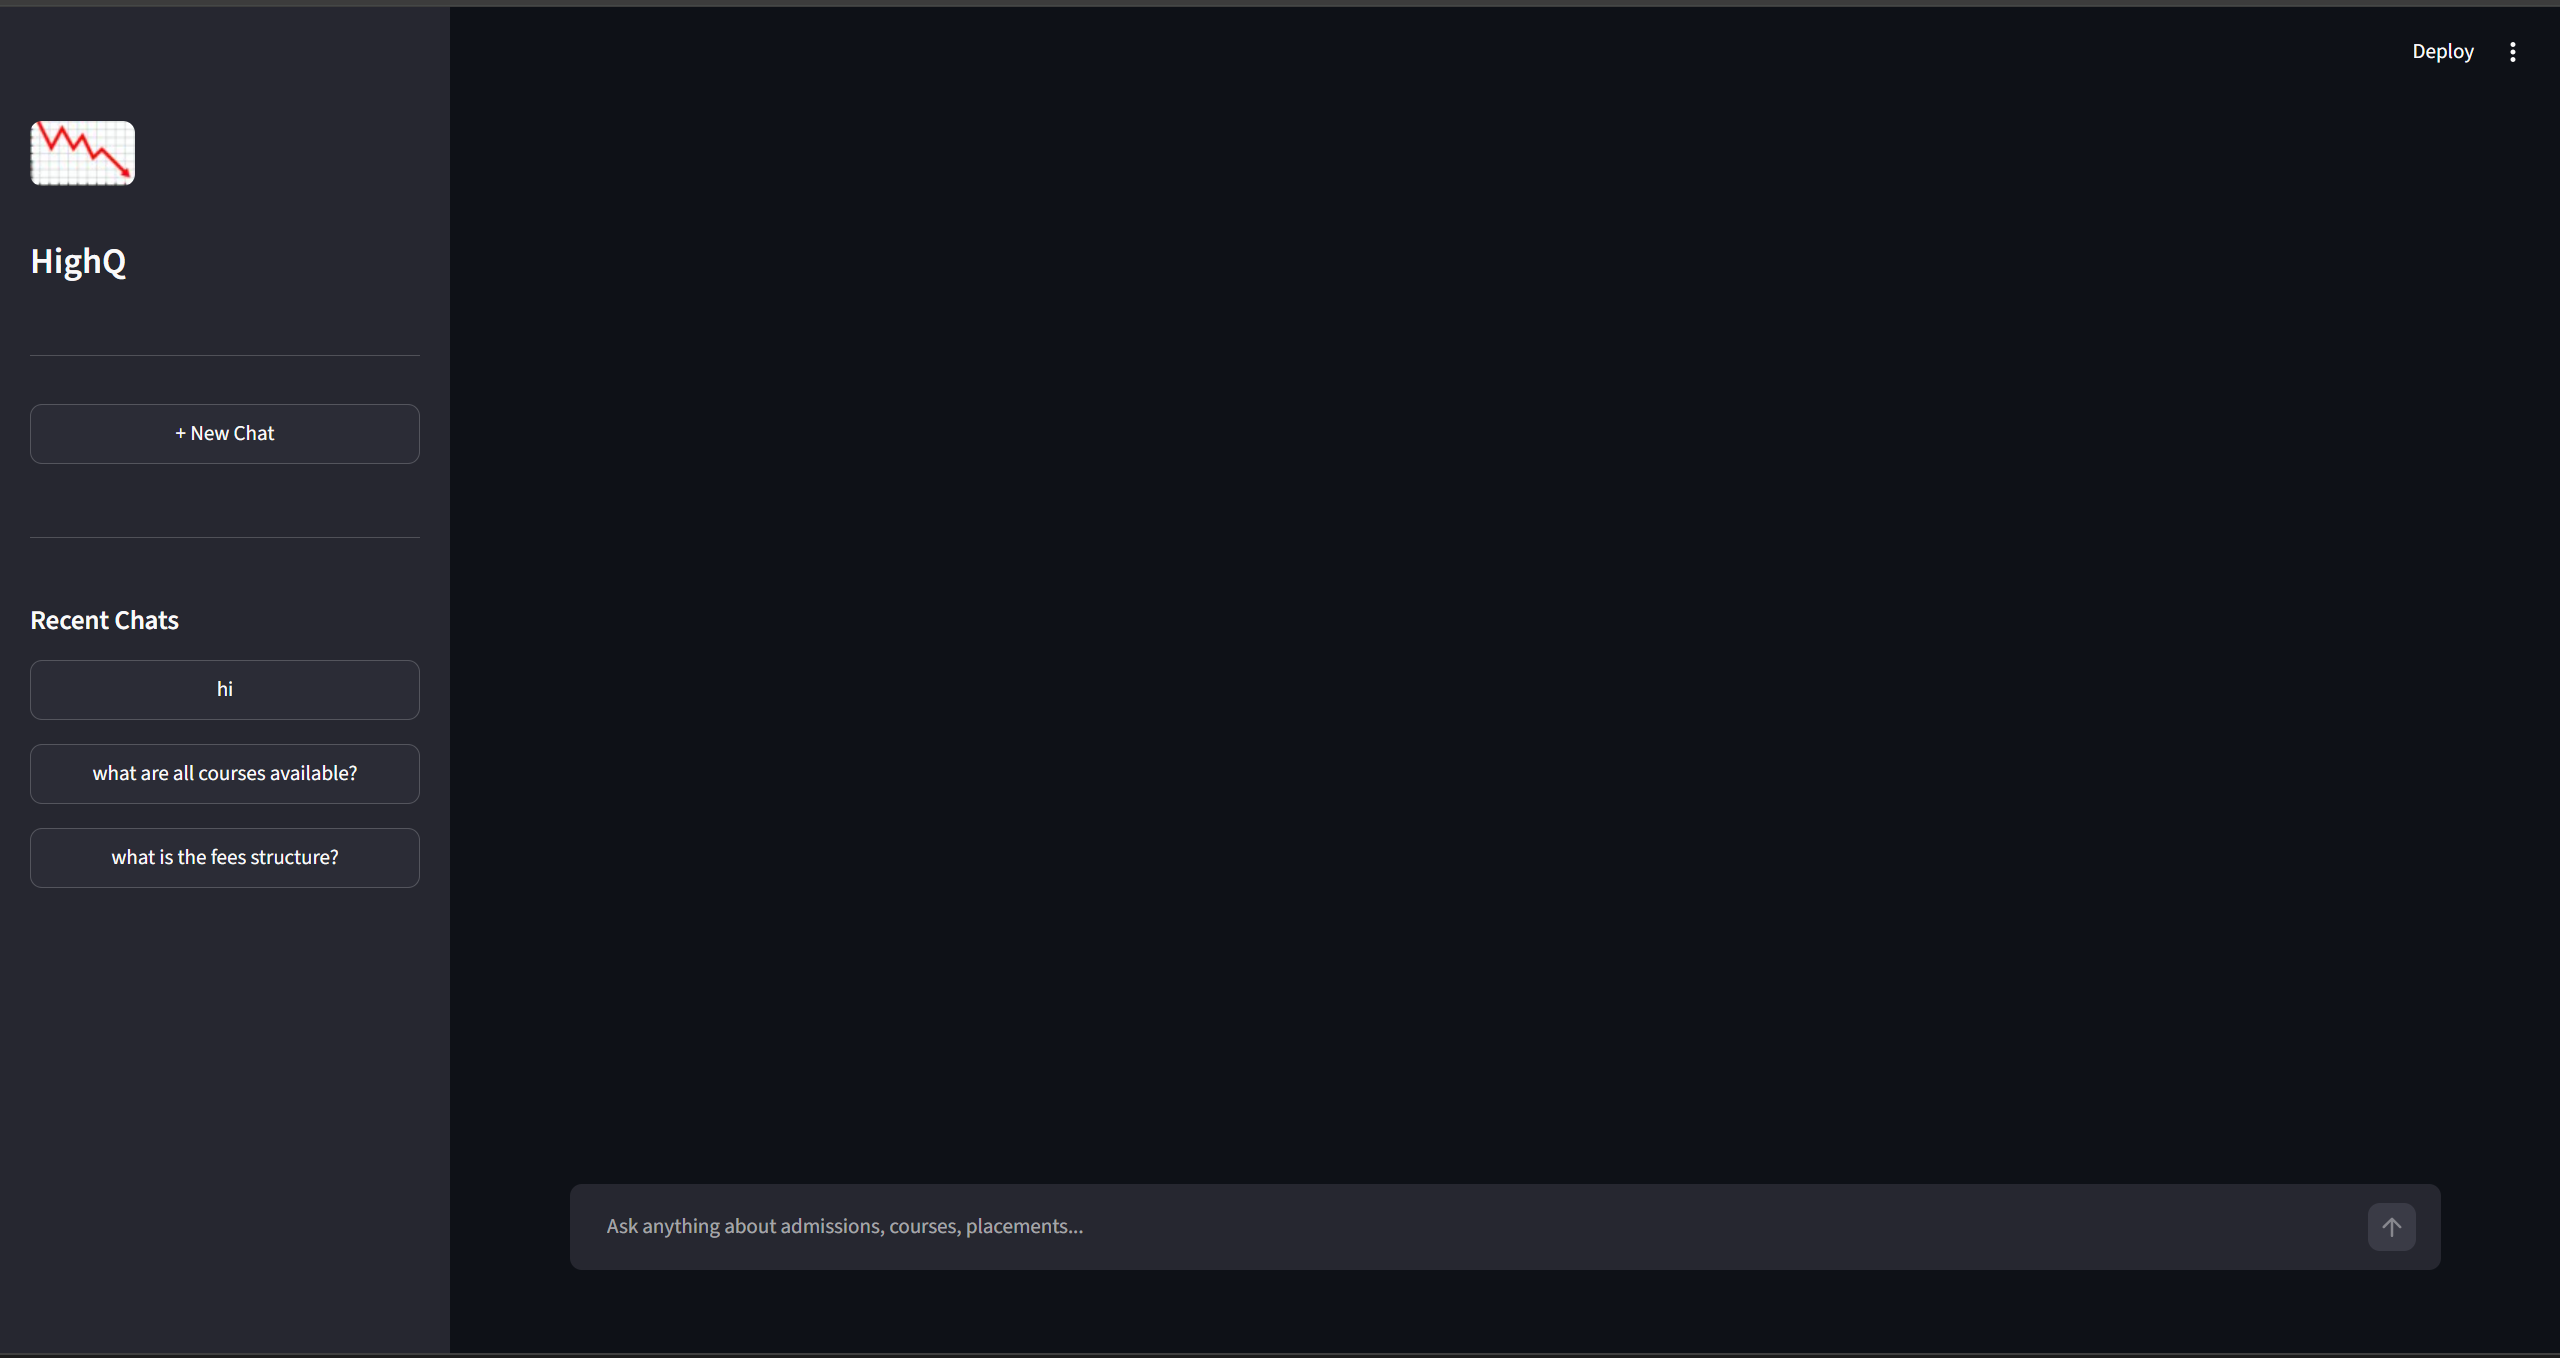 Deploy
HighQ
+ New Chat
Recent Chats
hi
what are all courses available?
what is the fees structure?
Ask anything about admissions, courses, placements...